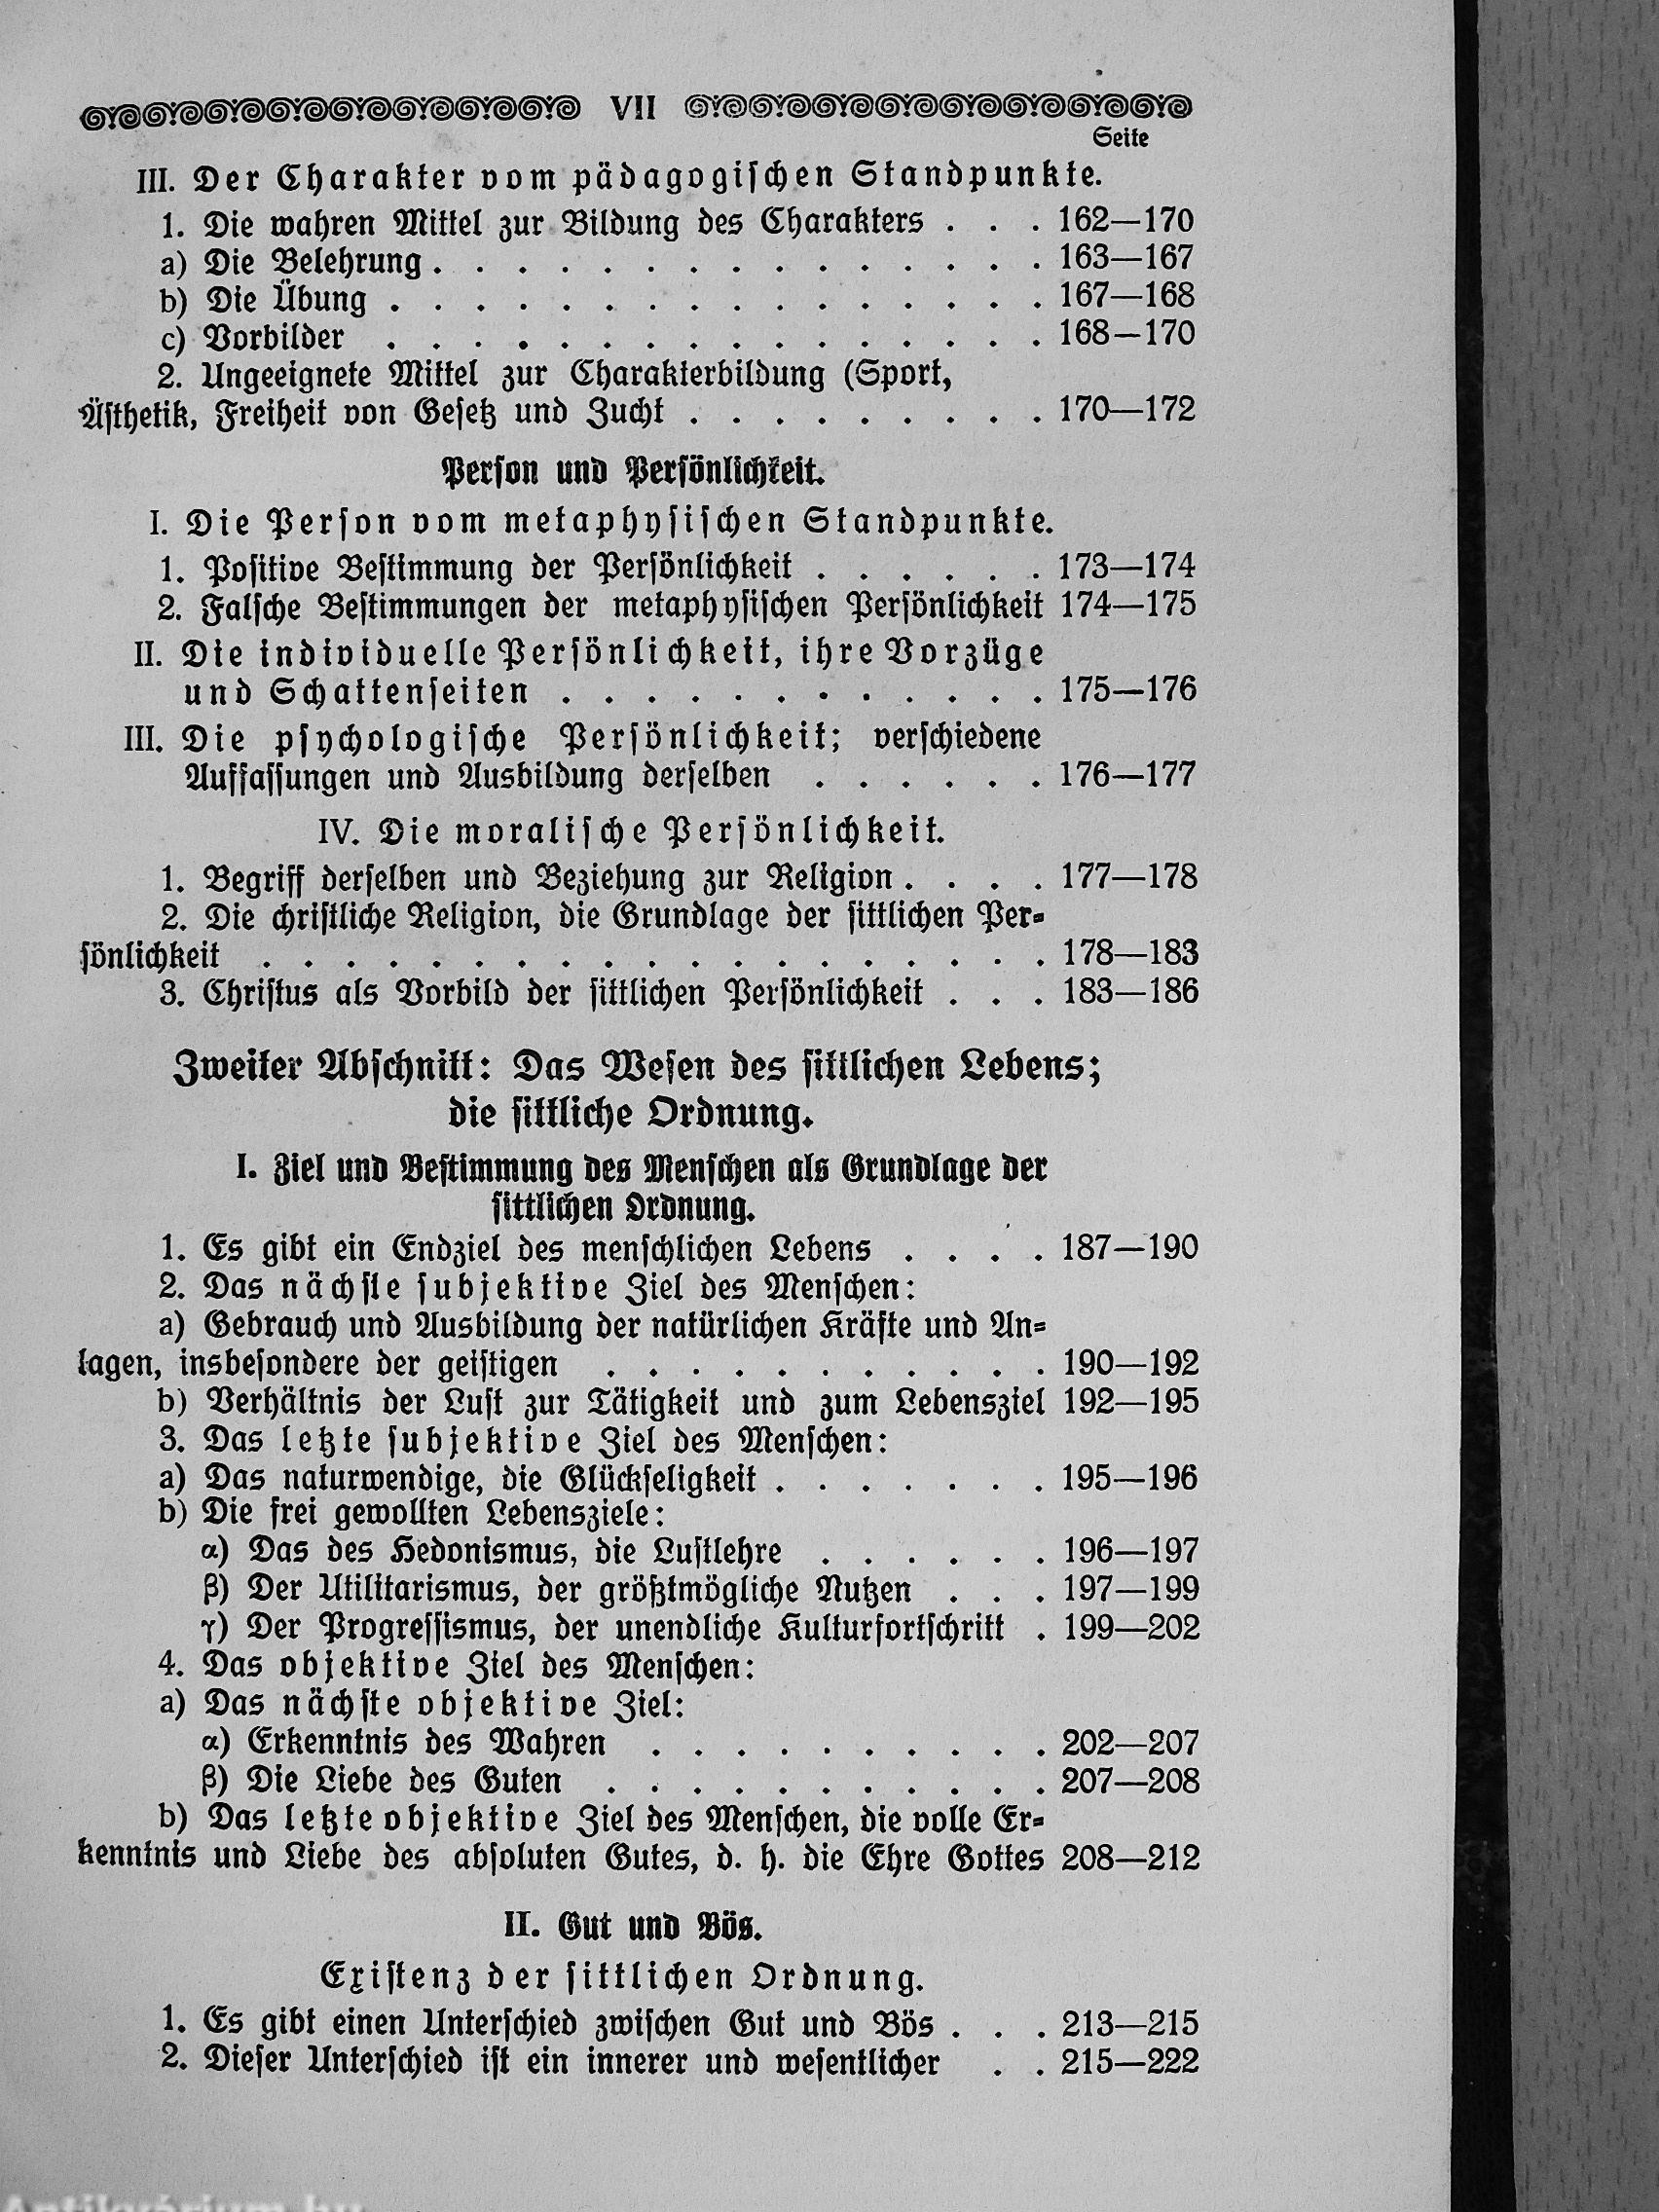 VII
Seite
III. Der Charakter vom pädagogischen Standpunkte.
1. Die wahren Mittel zur Bildung des Charakters . . . 162—170
a) Die Belehrung . . . . . . . . . . . . . . . 163—167
b) Die Übung . . . . . . . . . . . . . . . . 167—168
c) Vorbilder . . . . . . . . . . . . . . . . 168—170
2. Ungeeignete Mittel zur Charakterbildung (Sport,
Ästhetik, Freiheit von Gesetz und Zucht . . . . . . . . . 170—172
Person und Persönlichkeit.
I. Die Person vom metaphysischen Standpunkte.
1. Positive Bestimmung der Persönlichkeit . . . . . . 173—174
2. Falsche Bestimmungen der metaphysischen Persönlichkeit 174—175
II. Die individuelle Persönlichkeit, ihre Vorzüge
und Schattenseiten . . . . . . . . . . . . 175—176
III. Die psychologische Persönlichkeit; verschiedene
Auffassungen und Ausbildung derselben . . . . . . 176—177
IV. Die moralische Persönlichkeit.
1. Begriff derselben und Beziehung zur Religion . . . . 177—178
2. Die christliche Religion, die Grundlage der sittlichen Per-
sönlichkeit . . . . . . . . . . . . . . . . . . . 178—183
3. Christus als Vorbild der sittlichen Persönlichkeit . . . 183—186
Zweiter Abschnitt: Das Wesen des sittlichen Lebens;
die sittliche Ordnung.
I. Ziel und Bestimmung des Menschen als Grundlage der
sittlichen Ordnung.
1. Es gibt ein Endziel des menschlichen Lebens . . . . 187—190
2. Das nächste subjektive Ziel des Menschen:
a) Gebrauch und Ausbildung der natürlichen Kräfte und An-
lagen, insbesondere der geistigen . . . . . . . . . . . 190—192
b) Verhältnis der Lust zur Tätigkeit und zum Lebensziel 192—195
3. Das letzte subjektive Ziel des Menschen:
a) Das naturwendige, die Glückseligkeit . . . . . . . 195—196
b) Die frei gewollten Lebensziele:
α) Das des Hedonismus, die Lustlehre . . . . . . 196—197
β) Der Utilitarismus, der größtmögliche Nutzen . . . 197—199
γ) Der Progressismus, der unendliche Kulturfortschritt . 199—202
4. Das objektive Ziel des Menschen:
a) Das nächste objektive Ziel:
α) Erkenntnis des Wahren . . . . . . . . . . 202—207
β) Die Liebe des Guten . . . . . . . . . . . 207—208
b) Das letzte objektive Ziel des Menschen, die volle Er-
kenntnis und Liebe des absoluten Gutes, d. h. die Ehre Gottes 208—212
II. Gut und Bös.
Existenz der sittlichen Ordnung.
1. Es gibt einen Unterschied zwischen Gut und Bös . . . 213—215
2. Dieser Unterschied ist ein innerer und wesentlicher . . 215—222
Antikvárium.hu